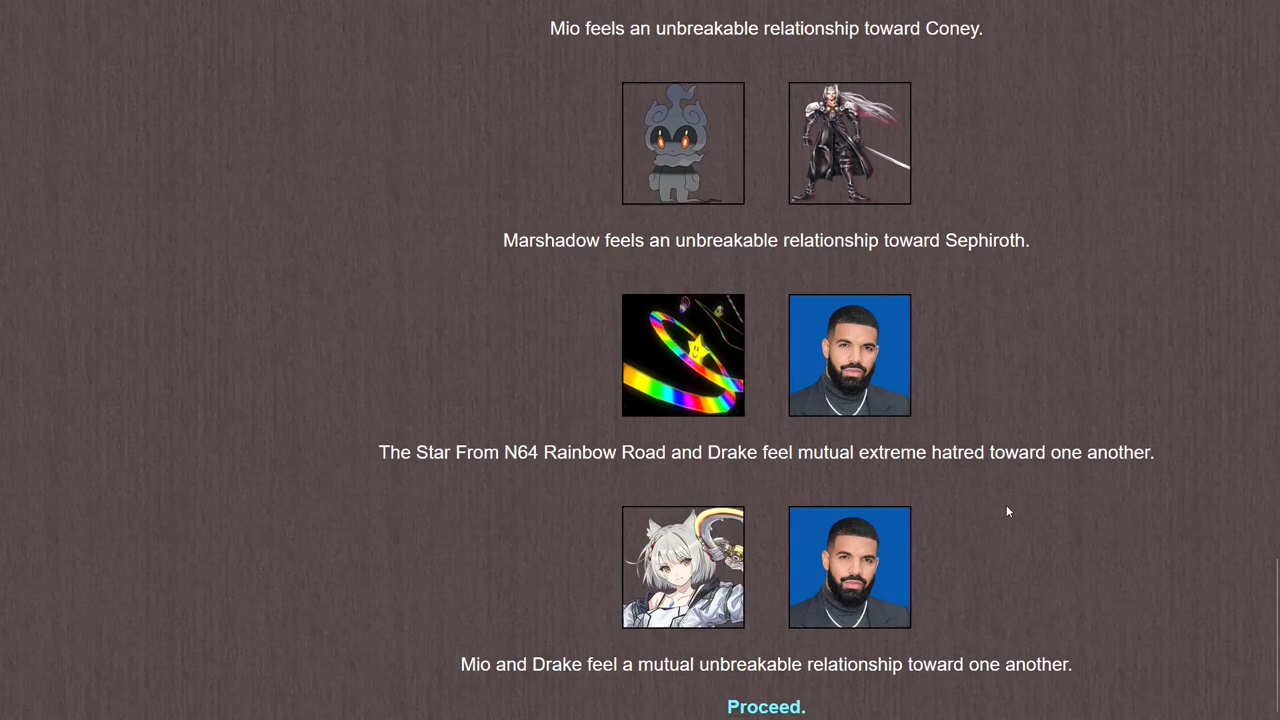 Mio feels an unbreakable relationship toward Coney.
Marshadow feels an unbreakable relationship toward Sephiroth.
The Star From N64 Rainbow Road and Drake feel mutual extreme hatred toward one another.
Mio and Drake feel a mutual unbreakable relationship toward one another.
Proceed.